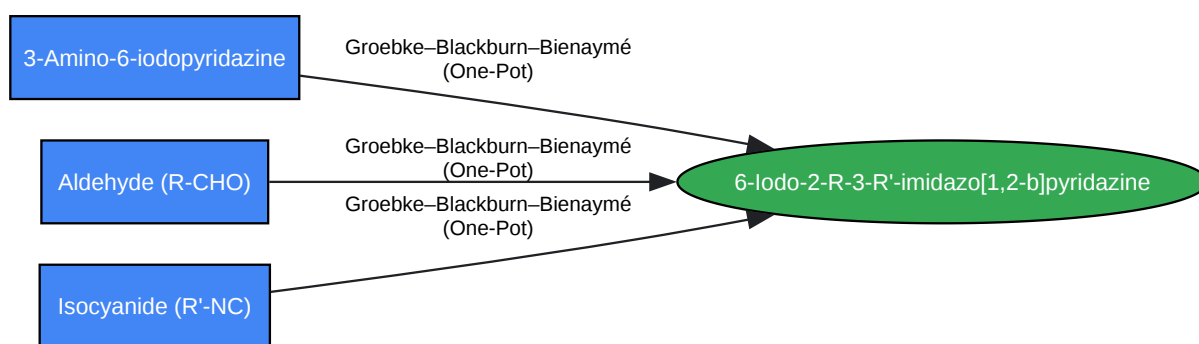 3-Amino-6-iodopyridazine
Groebke–Blackburn–Bienaymé
(One-Pot)
Aldehyde (R-CHO)
Groebke–Blackburn–Bienaymé
(One-Pot)
6-Iodo-2-R-3-R'-imidazo[1,2-b]pyridazine
Isocyanide (R'-NC)
Groebke–Blackburn–Bienaymé
(One-Pot)